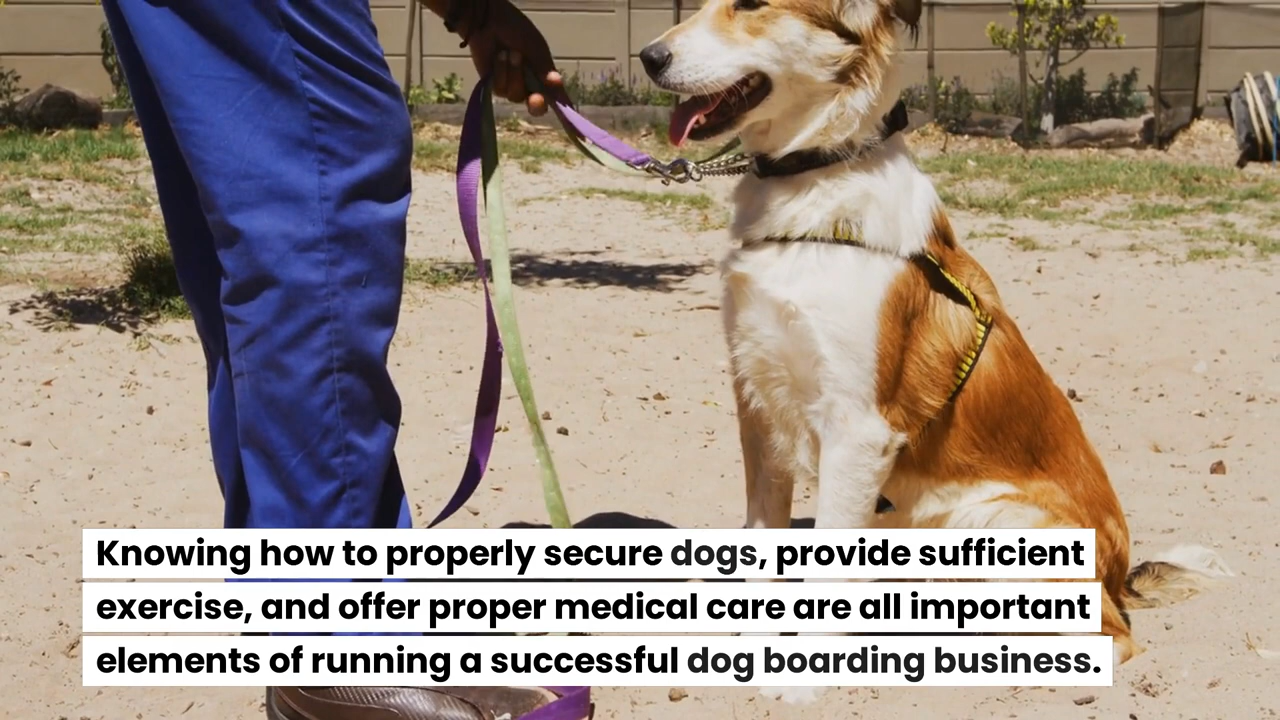 Knowing how to properly secure dogs, provide sufficient
exercise, and offer proper medical care are all important
elements of running a successful dog boarding business.